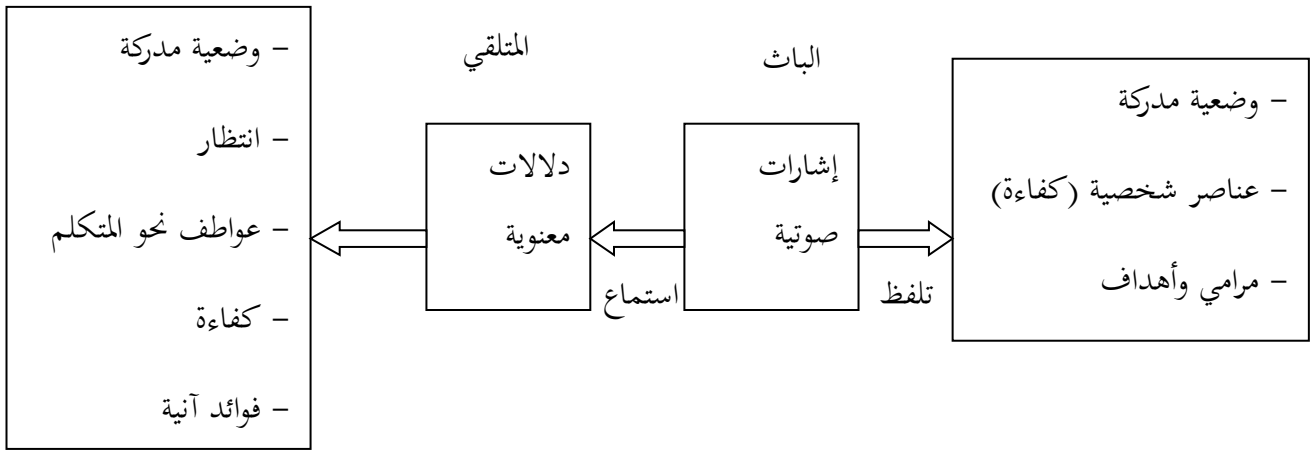 الباث
المتلقي
– وضعية مدركة
– عناصر شخصية (كفاءة)
– مرامي وأهداف
تلفظ
إشارات
صوتية
استماع
دلالات
معنوية
– وضعية مدركة
– انتظار
– عواطف نحو المتكلم
– كفاءة
– فوائد آنية